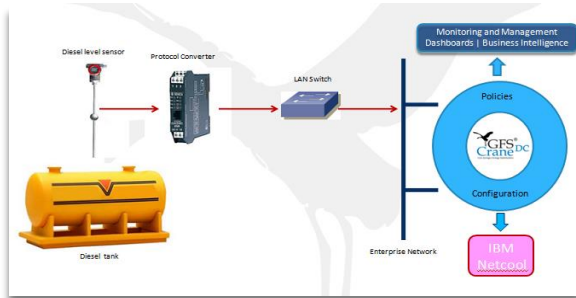 Monitoring and Management
Dashboards | Business Intelligence
Diesel level sensor
Protocol Converter
LAN Switch
Policies
GFS®
Crane DC
Configuration
Enterprise Network
Diesel tank
IBM
Netcool